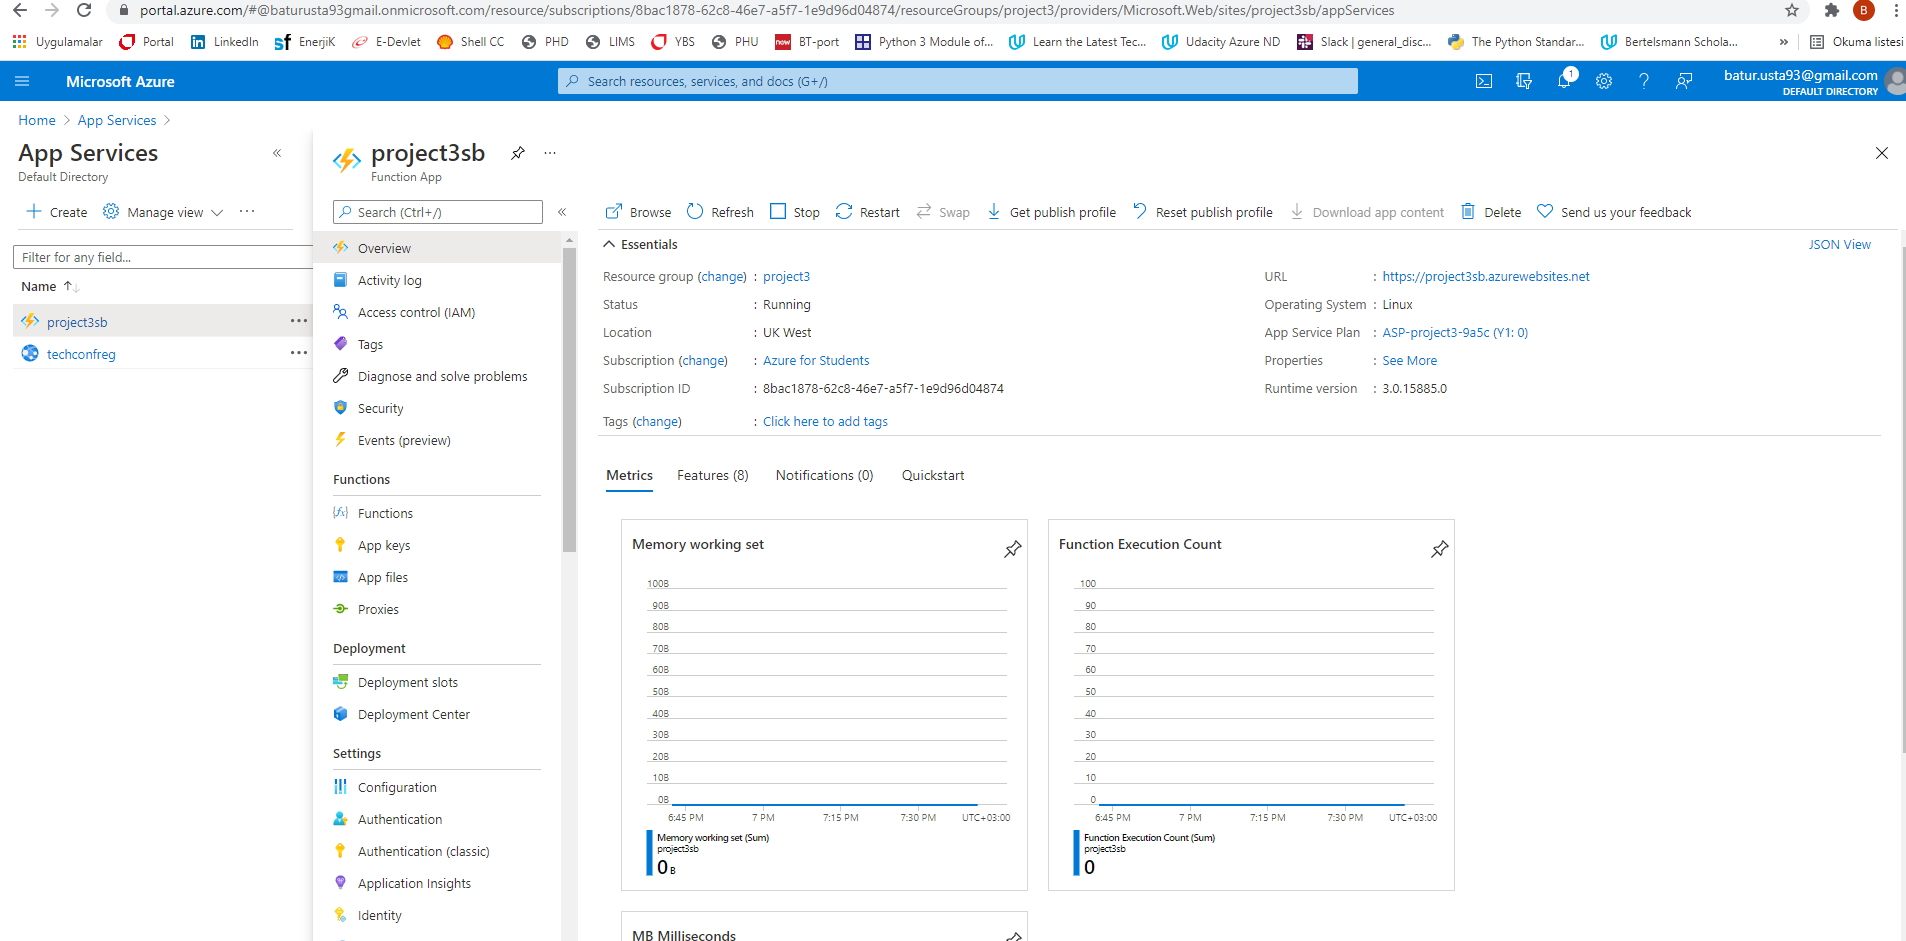 portal.azure.com/#@baturusta93gmail.onmicrosoft.com/resource/subscriptions/8bac1878-62c8-46e7-a5f7-1e9d96d04874/resourceGroups/project3/providers/Microsoft.Web/sites/project3sb/appServices
B
Uygulamalar Portal LinkedIn EnerjiK E-Devlet Shell CC PHD LIMS YBS PHU now BT-port Python 3 Module of... Learn the Latest Tec... Udacity Azure ND Slack | general_disc... The Python Standar... Bertelsmann Schola... » Okuma listesi
Microsoft Azure
Search resources, services, and docs (G+/)
1
batur.usta93@gmail.com
DEFAULT DIRECTORY
Home > App Services >
App Services
Default Directory
+ Create Manage view ...
Filter for any field...
Name
project3sb
techconfreg
project3sb
Function App
Search (Ctrl+/)
Overview
Activity log
Access control (IAM)
Tags
Diagnose and solve problems
Security
Events (preview)
Functions
Functions
App keys
App files
Proxies
Deployment
Deployment slots
Deployment Center
Settings
Configuration
Authentication
Authentication (classic)
Application Insights
Identity
Browse Refresh Stop Restart Swap Get publish profile Reset publish profile Download app content Delete Send us your feedback
Essentials
JSON View
Resource group (change) : project3
Status : Running
Location : UK West
Subscription (change) : Azure for Students
Subscription ID : 8bac1878-62c8-46e7-a5f7-1e9d96d04874
Tags (change) : Click here to add tags
URL : https://project3sb.azurewebsites.net
Operating System : Linux
App Service Plan : ASP-project3-9a5c (Y1: 0)
Properties : See More
Runtime version : 3.0.15885.0
Metrics Features (8) Notifications (0) Quickstart
Memory working set
100B
90B
80B
70B
60B
50B
40B
30B
20B
10B
0B
6:45 PM 7 PM 7:15 PM 7:30 PM UTC+03:00
Memory working set (Sum)
project3sb
0 B
Function Execution Count
100
90
80
70
60
50
40
30
20
10
0
6:45 PM 7 PM 7:15 PM 7:30 PM UTC+03:00
Function Execution Count (Sum)
project3sb
0
MB Milliseconds